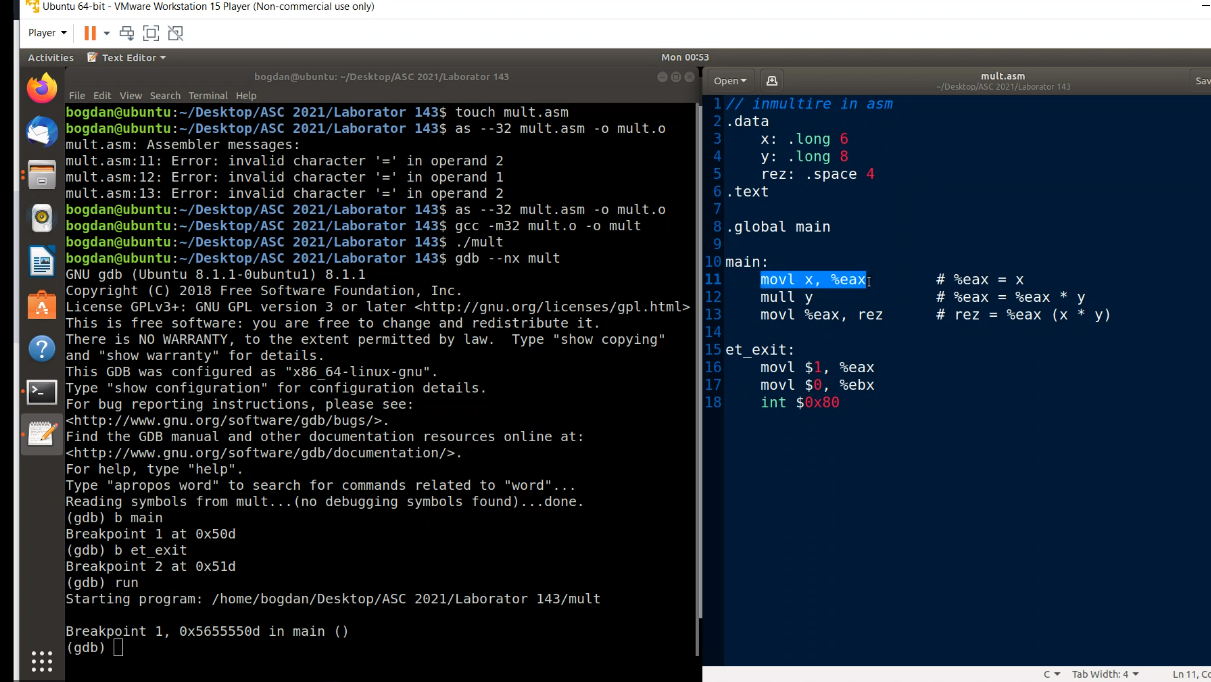 Ubuntu 64-bit - VMware Workstation 15 Player (Non-commercial use only)
Player
Activities
Text Editor
Mon 00:53
bogdan@ubuntu: ~/Desktop/ASC 2021/Laborator 143
File Edit View Search Terminal Help
bogdan@ubuntu:~/Desktop/ASC 2021/Laborator 143$ touch mult.asm
bogdan@ubuntu:~/Desktop/ASC 2021/Laborator 143$ as --32 mult.asm -o mult.o
mult.asm: Assembler messages:
mult.asm:11: Error: invalid character '=' in operand 2
mult.asm:12: Error: invalid character '=' in operand 1
mult.asm:13: Error: invalid character '=' in operand 2
bogdan@ubuntu:~/Desktop/ASC 2021/Laborator 143$ as --32 mult.asm -o mult.o
bogdan@ubuntu:~/Desktop/ASC 2021/Laborator 143$ gcc -m32 mult.o -o mult
bogdan@ubuntu:~/Desktop/ASC 2021/Laborator 143$ ./mult
bogdan@ubuntu:~/Desktop/ASC 2021/Laborator 143$ gdb --nx mult
GNU gdb (Ubuntu 8.1.1-0ubuntu1) 8.1.1
Copyright (C) 2018 Free Software Foundation, Inc.
License GPLv3+: GNU GPL version 3 or later <http://gnu.org/licenses/gpl.html>
This is free software: you are free to change and redistribute it.
There is NO WARRANTY, to the extent permitted by law.  Type "show copying"
and "show warranty" for details.
This GDB was configured as "x86_64-linux-gnu".
Type "show configuration" for configuration details.
For bug reporting instructions, please see:
<http://www.gnu.org/software/gdb/bugs/>.
Find the GDB manual and other documentation resources online at:
<http://www.gnu.org/software/gdb/documentation/>.
For help, type "help".
Type "apropos word" to search for commands related to "word"...
Reading symbols from mult...(no debugging symbols found)...done.
(gdb) b main
Breakpoint 1 at 0x50d
(gdb) b et_exit
Breakpoint 2 at 0x51d
(gdb) run
Starting program: /home/bogdan/Desktop/ASC 2021/Laborator 143/mult
Breakpoint 1, 0x5655550d in main ()
(gdb)
Open
mult.asm
~/Desktop/ASC 2021/Laborator 143
1 // inmultire in asm
2 .data
3     x: .long 6
4     y: .long 8
5     rez: .space 4
6 .text
7
8 .global main
9
10 main:
11     movl x, %eax        # %eax = x
12     mull y              # %eax = %eax * y
13     movl %eax, rez      # rez = %eax (x * y)
14
15 et_exit:
16     movl $1, %eax
17     movl $0, %ebx
18     int $0x80
C
Tab Width: 4
Ln 11,